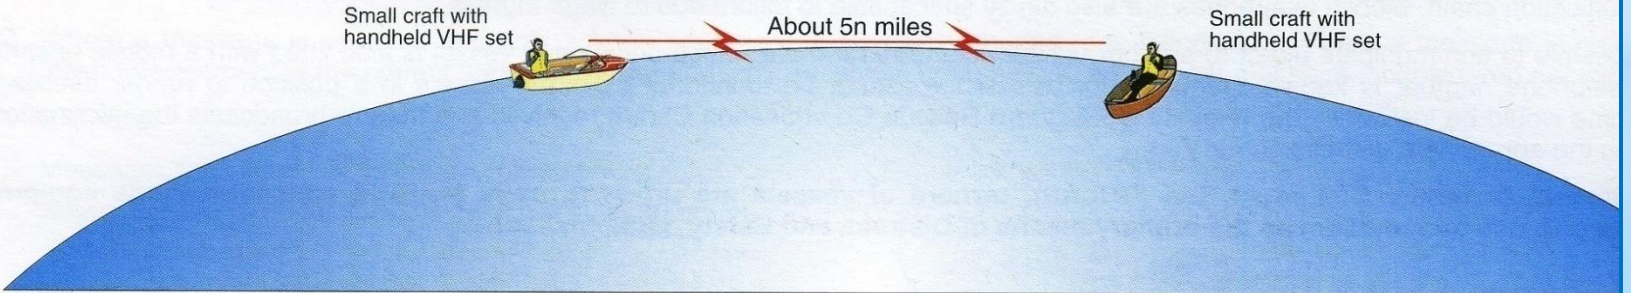 Small craft with
handheld VHF set
About 5n miles
Small craft with
handheld VHF set